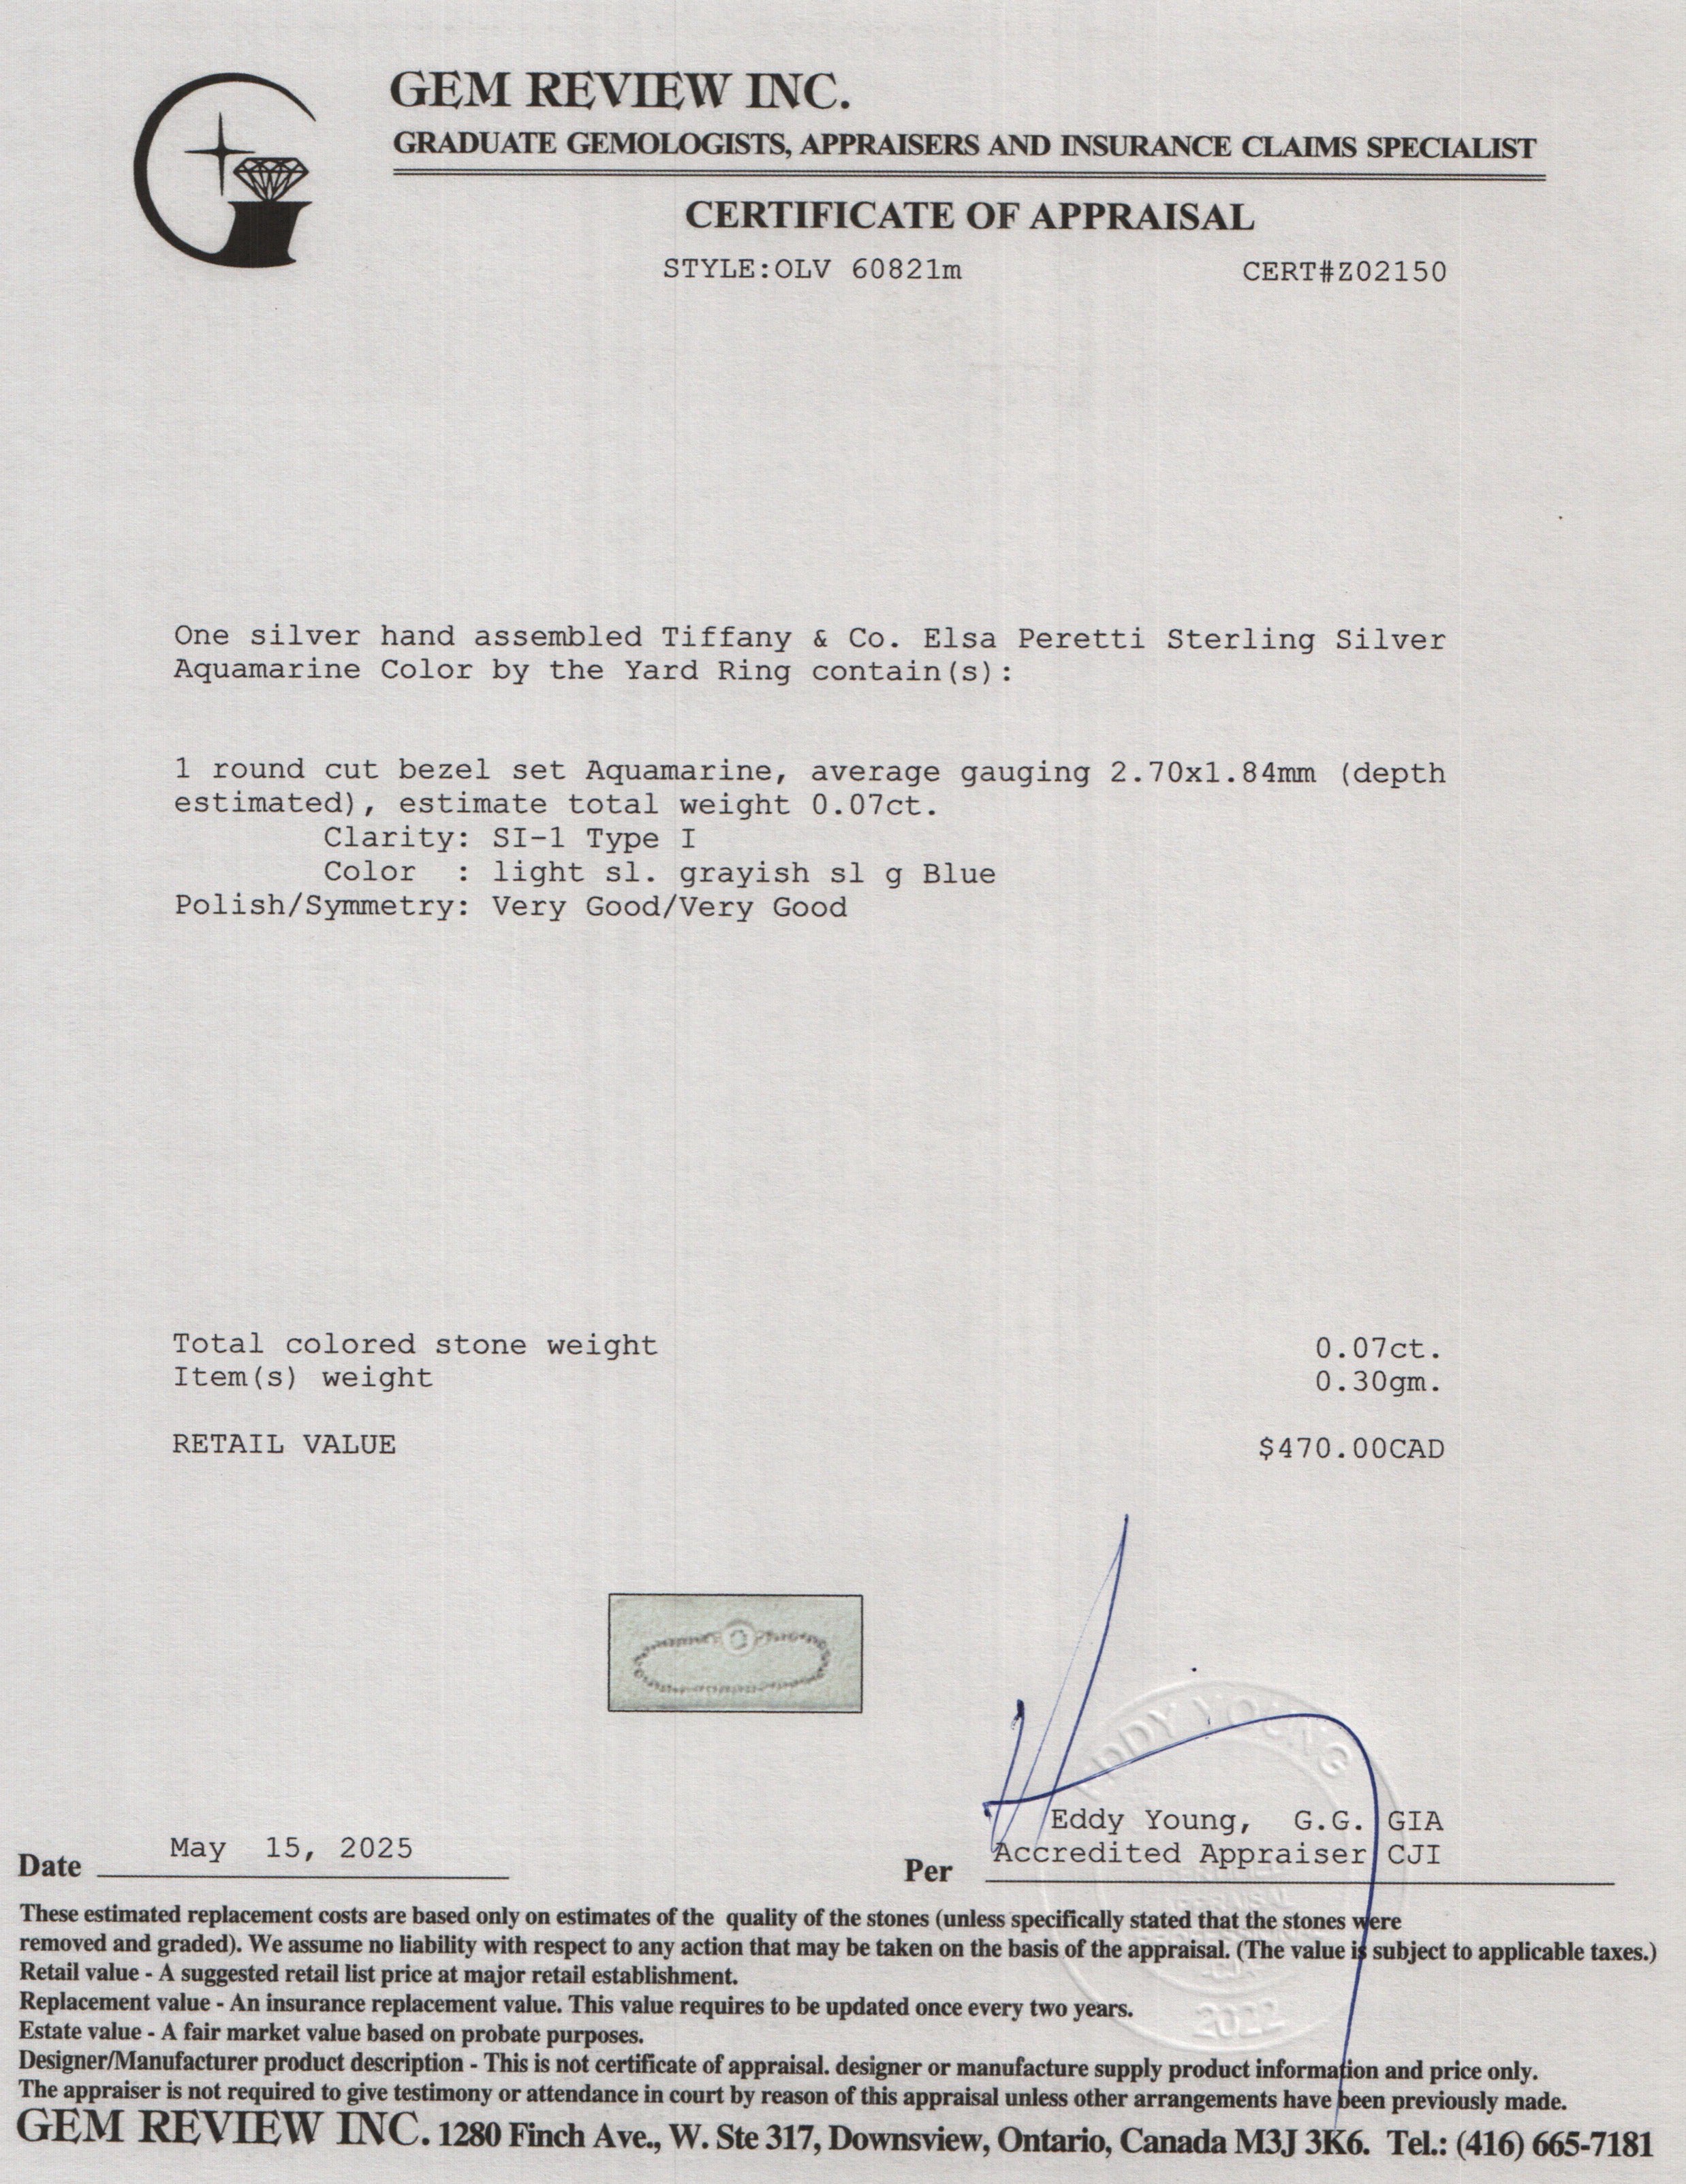 GEM REVIEW INC.
GRADUATE GEMOLOGISTS, APPRAISERS AND INSURANCE CLAIMS SPECIALIST
CERTIFICATE OF APPRAISAL
STYLE:OLV 60821m CERT#Z02150
One silver hand assembled Tiffany & Co. Elsa Peretti Sterling Silver
Aquamarine Color by the Yard Ring contain(s):
1 round cut bezel set Aquamarine, average gauging 2.70x1.84mm (depth
estimated), estimate total weight 0.07ct.
Clarity: SI-1 Type I
Color : light sl. grayish sl g Blue
Polish/Symmetry: Very Good/Very Good
Total colored stone weight 0.07ct.
Item(s) weight 0.30gm.
RETAIL VALUE $470.00CAD
EDDY YOUNG
Eddy Young, G.G. GIA
Date May 15, 2025 Per Accredited Appraiser CJI
These estimated replacement costs are based only on estimates of the quality of the stones (unless specifically stated that the stones were
removed and graded). We assume no liability with respect to any action that may be taken on the basis of the appraisal. (The value is subject to applicable taxes.)
Retail value - A suggested retail list price at major retail establishment.
Replacement value - An insurance replacement value. This value requires to be updated once every two years.
2022
Estate value - A fair market value based on probate purposes.
Designer/Manufacturer product description - This is not certificate of appraisal. designer or manufacture supply product information and price only.
The appraiser is not required to give testimony or attendance in court by reason of this appraisal unless other arrangements have been previously made.
GEM REVIEW INC. 1280 Finch Ave., W. Ste 317, Downsview, Ontario, Canada M3J 3K6. Tel.: (416) 665-7181